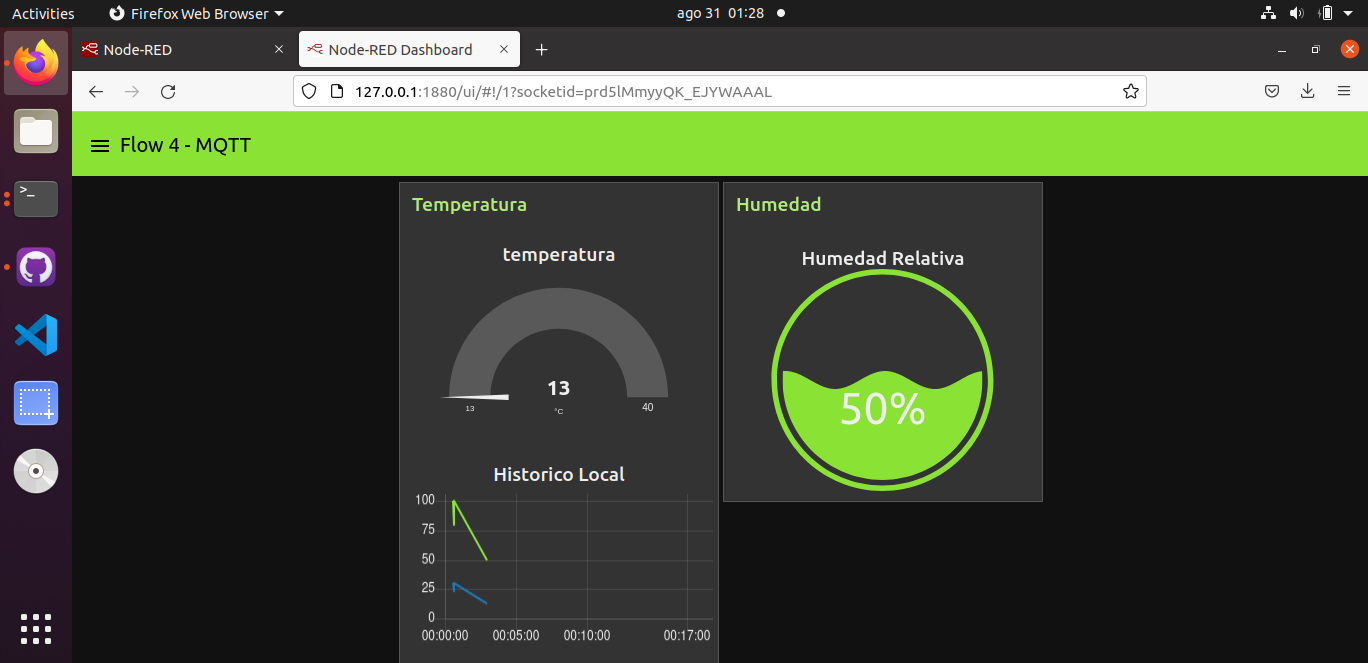 Activities
Firefox Web Browser
ago 31 01:28
Node-RED
Node-RED Dashboard
127.0.0.1:1880/ui/#!/1?socketid=prd5lMmyyQK_EJYWAAAL
Flow 4 - MQTT
Temperatura
temperatura
13
13
°C
40
Historico Local
100
75
50
25
0
00:00:00
00:05:00
00:10:00
00:17:00
Humedad
Humedad Relativa
50%